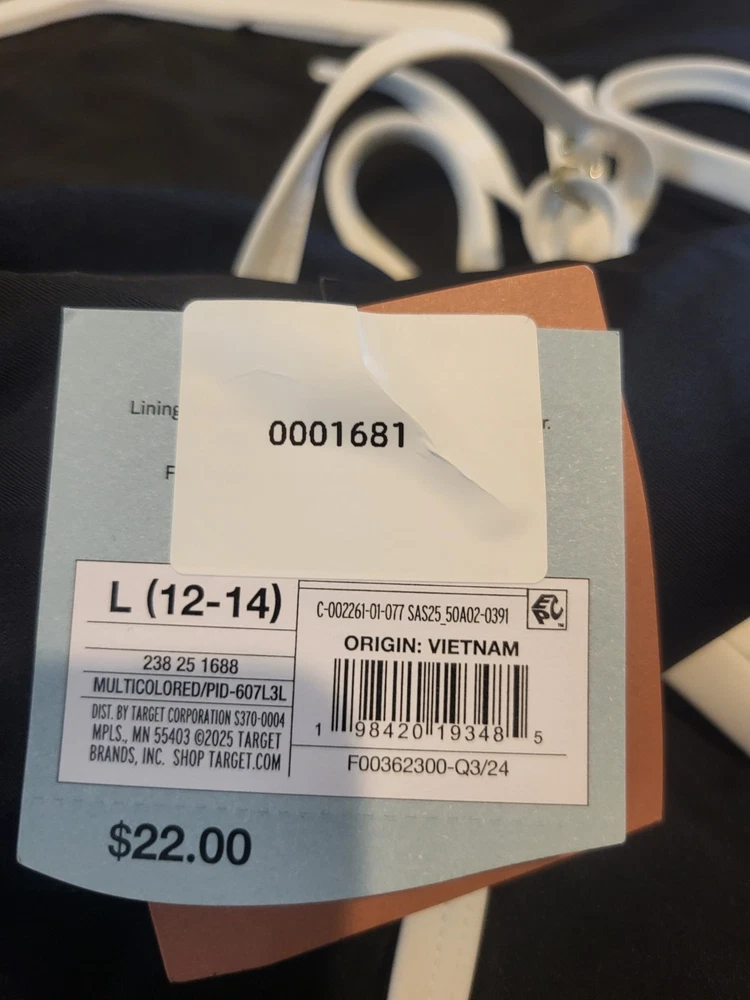 Lining
r.
0001681
F
L (12-14)
238 25 1688
MULTICOLORED/PID-607L3L
DIST. BY TARGET CORPORATION S370-0004
MPLS., MN 55403 ©2025 TARGET
BRANDS, INC. SHOP TARGET.COM
C-002261-01-077 SAS25_50A02-0391
EPC™
ORIGIN: VIETNAM
1 98420 19348 5
F00362300-Q3/24
$22.00